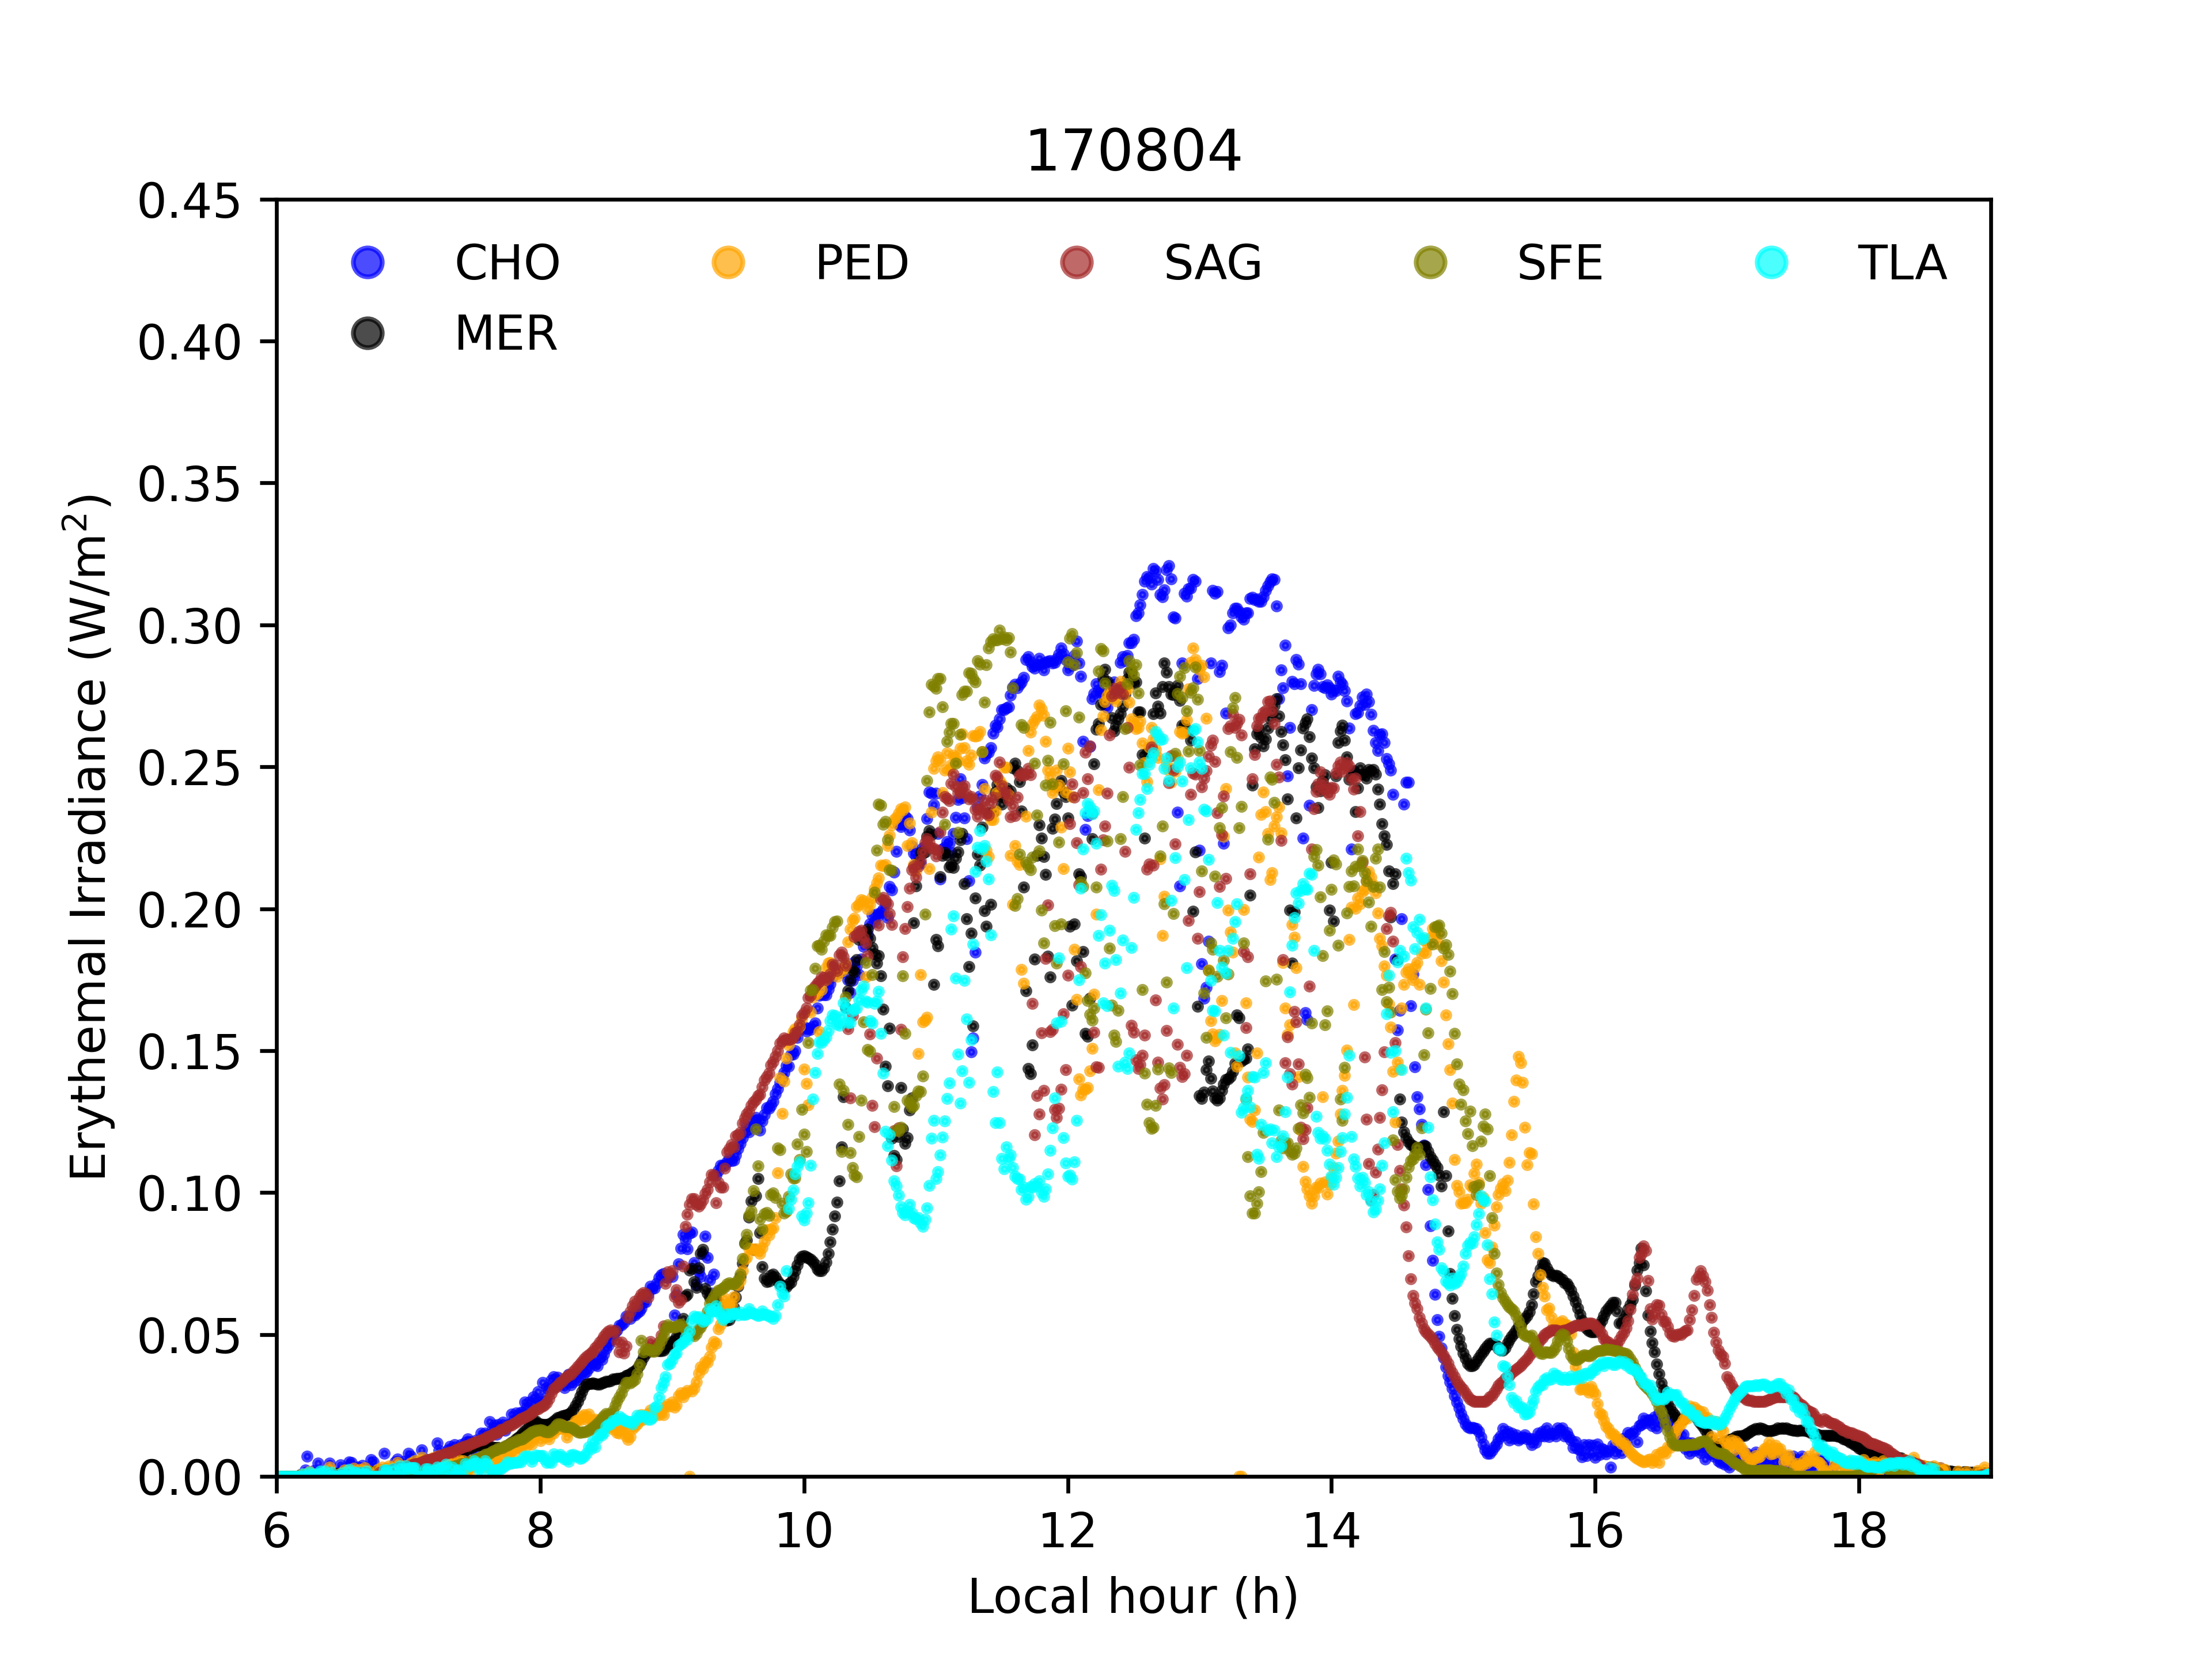 170804
CHO PED SAG SFE TLA
MER
Erythemal Irradiance (W/m²)
0.45
0.40
0.35
0.30
0.25
0.20
0.15
0.10
0.05
0.00
6 8 10 12 14 16 18
Local hour (h)